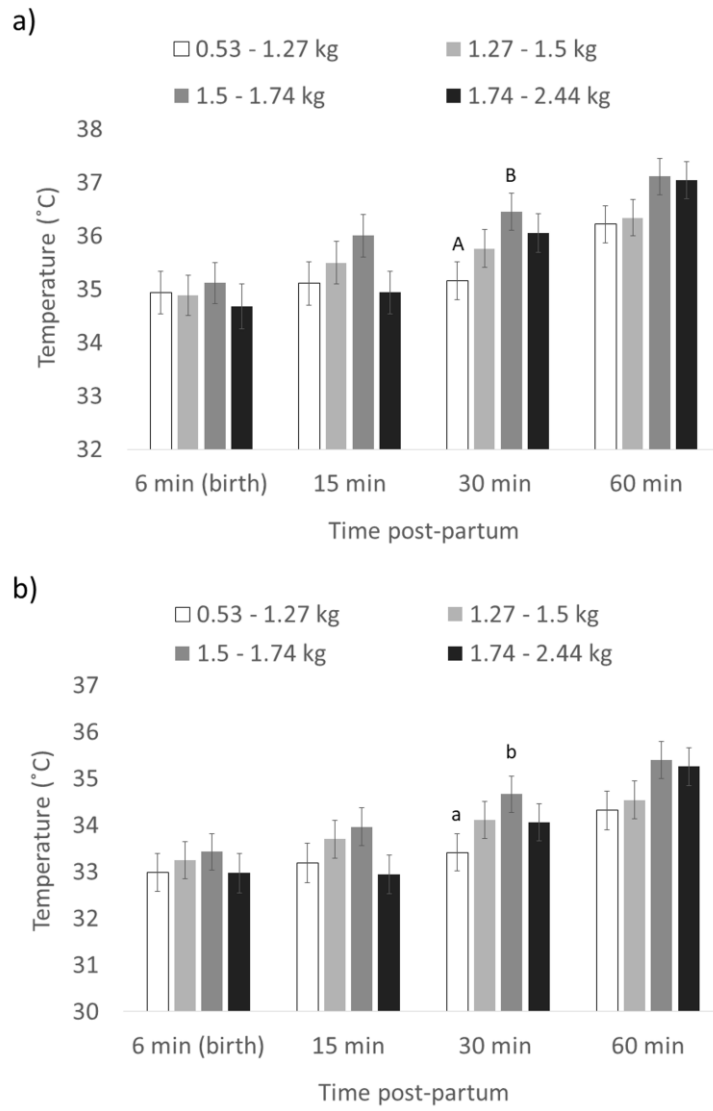 a)
0.53 - 1.27 kg 1.27 - 1.5 kg
1.5 - 1.74 kg 1.74 - 2.44 kg
38
37
36
35
34
33
32
Temperature (˚C)
A
B
6 min (birth) 15 min 30 min 60 min
Time post-partum
b)
0.53 - 1.27 kg 1.27 - 1.5 kg
1.5 - 1.74 kg 1.74 - 2.44 kg
37
36
35
34
33
32
31
30
Temperature (˚C)
a
b
6 min (birth) 15 min 30 min 60 min
Time post-partum